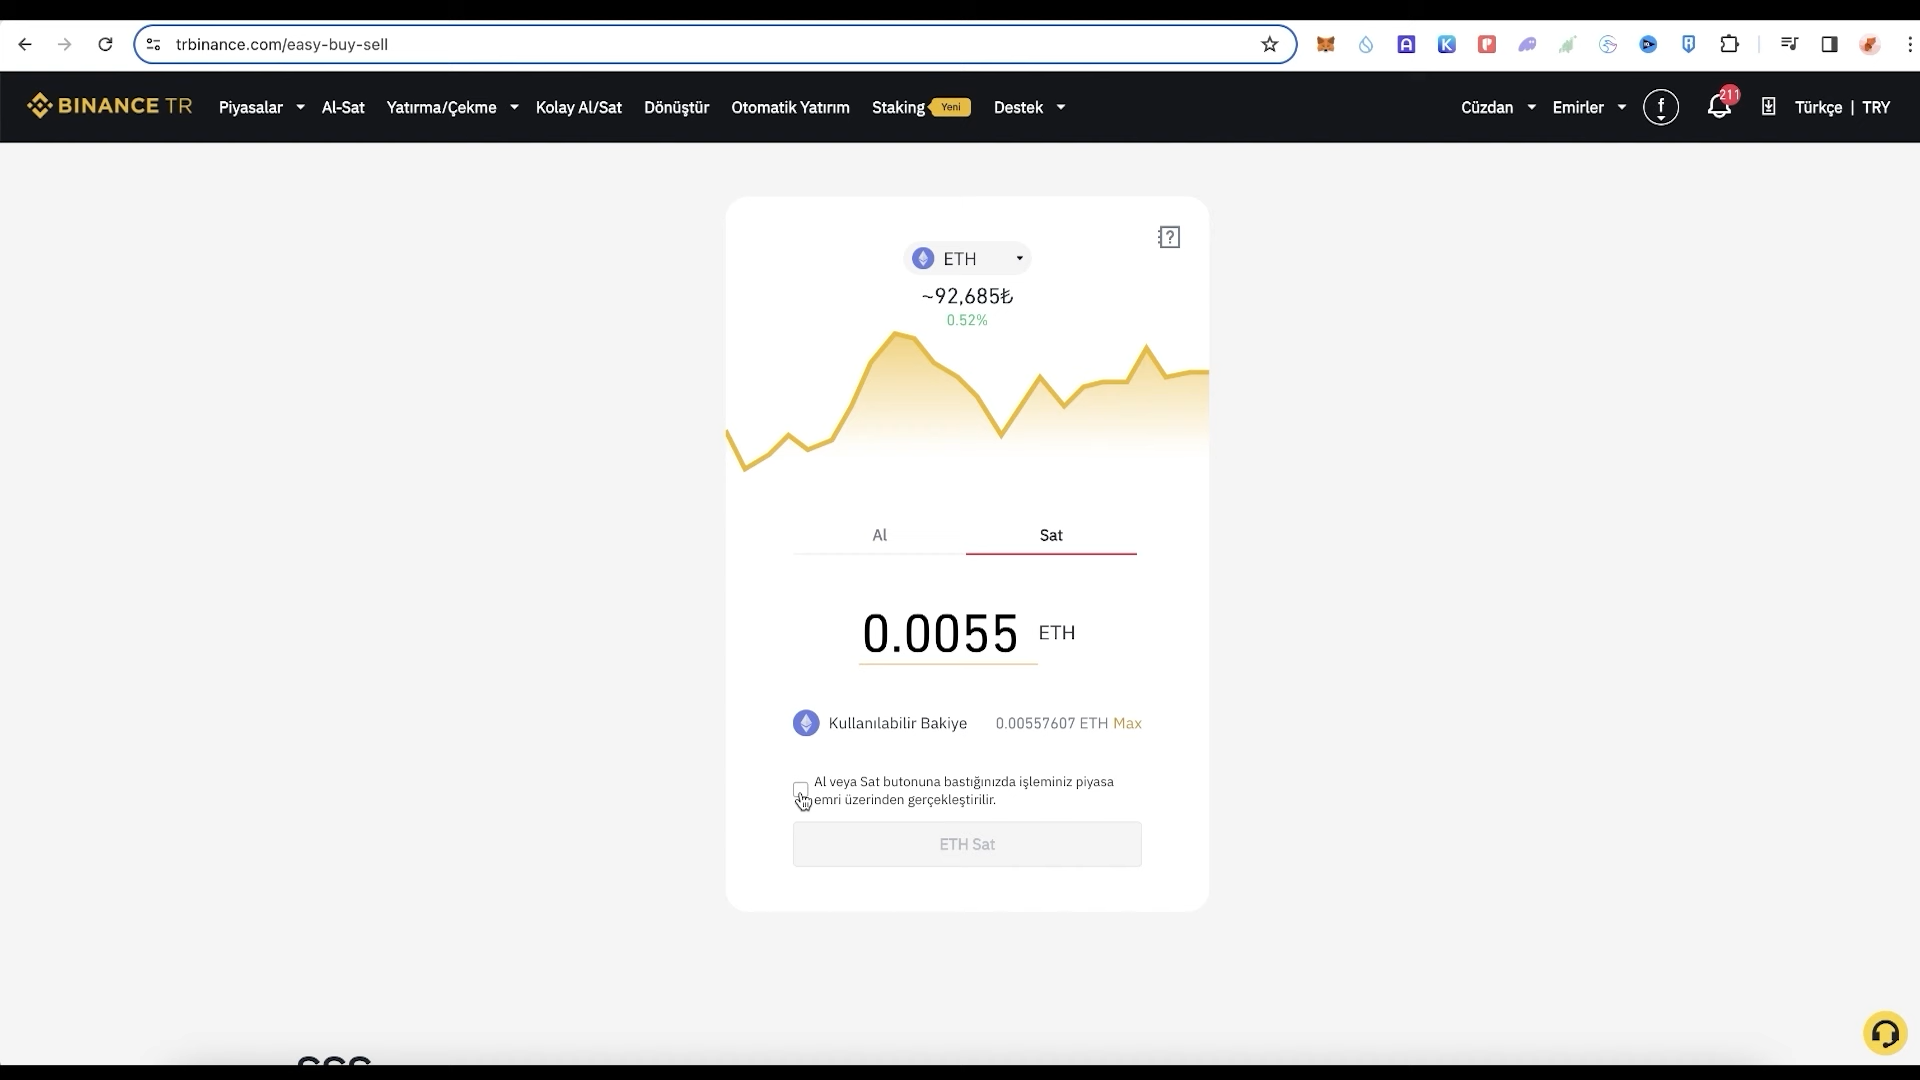 trbinance.com/easy-buy-sell
BINANCE TR Piyasalar Al-Sat Yatırma/Çekme Kolay Al/Sat Dönüştür Otomatik Yatırım Staking Yeni Destek Cüzdan Emirler f 211 Türkçe | TRY
ETH
~92,685₺
0.52%
Al Sat
0.0055 ETH
Kullanılabilir Bakiye 0.00557607 ETH Max
Al veya Sat butonuna bastığınızda işleminiz piyasa
emri üzerinden gerçekleştirilir.
ETH Sat